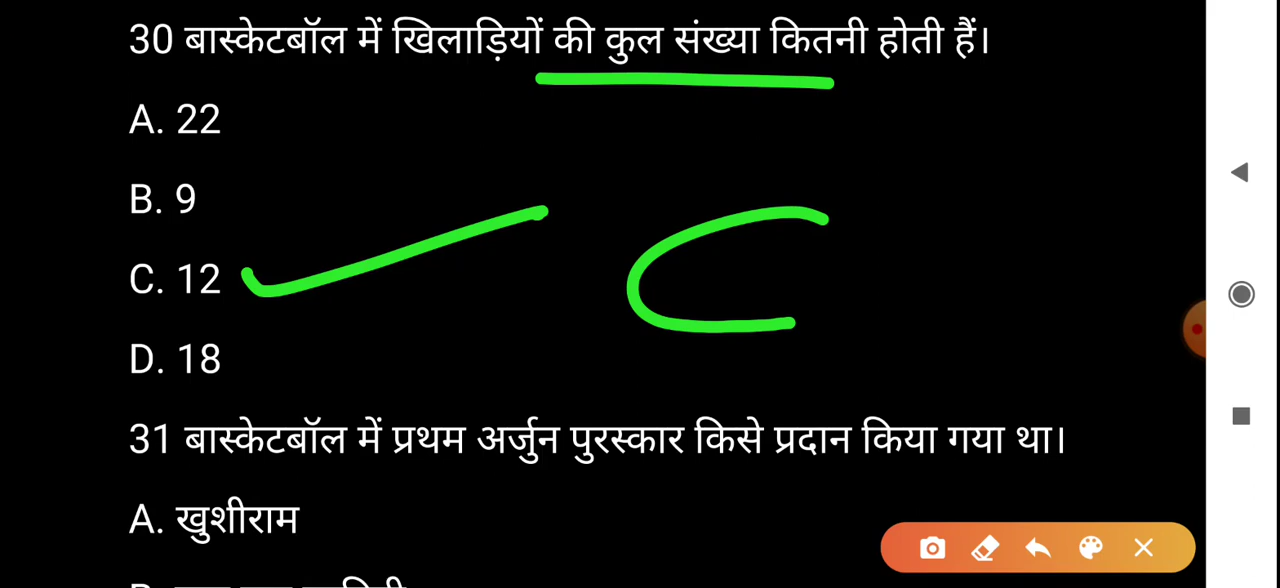 30 बास्केटबॉल में खिलाड़ियों की कुल संख्या कितनी होती हैं।
A. 22
B. 9
C. 12
C
D. 18
31 बास्केटबॉल में प्रथम अर्जुन पुरस्कार किसे प्रदान किया गया था।
A. खुशीराम